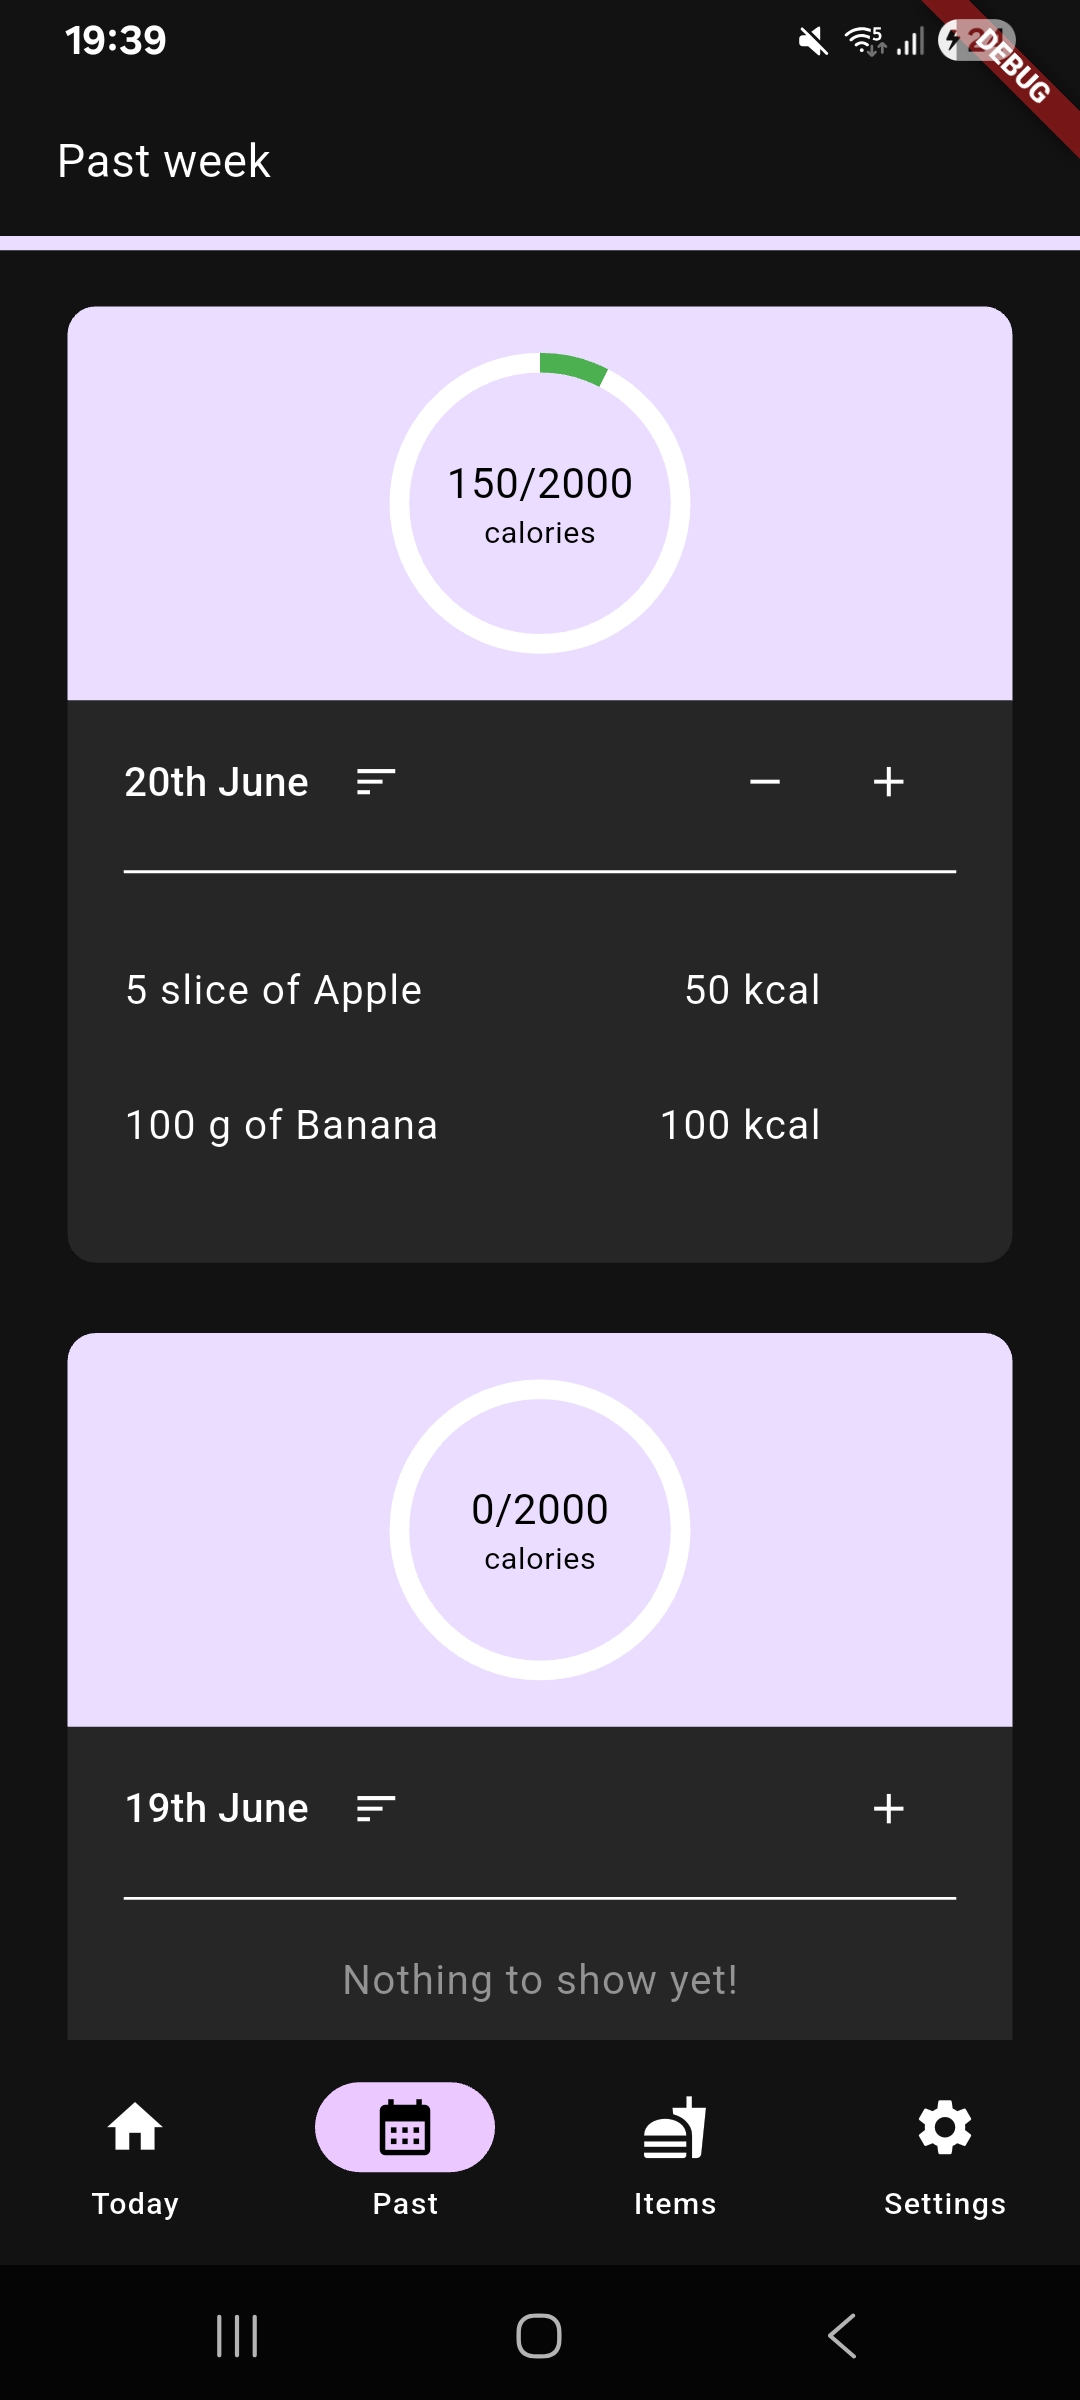 19:39
5
DEBUG
Past week
150/2000
calories
20th June
5 slice of Apple 50 kcal
100 g of Banana 100 kcal
0/2000
calories
19th June
Nothing to show yet!
Today Past Items Settings